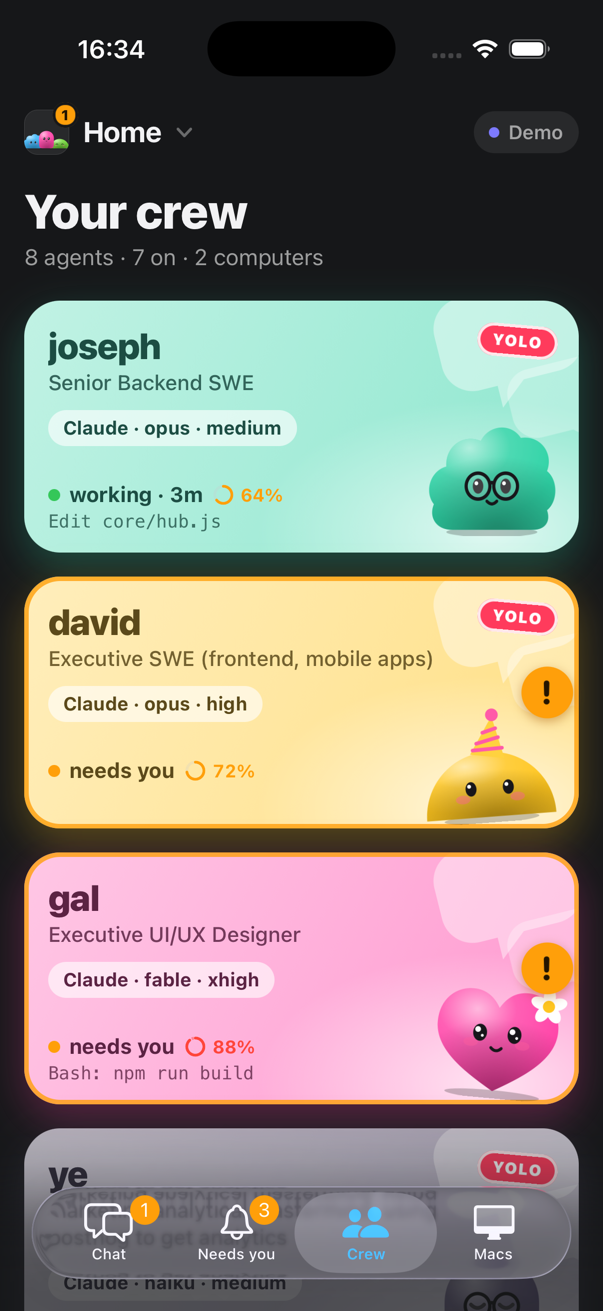 16:34
1
Home
Demo
Your crew
8 agents · 7 on · 2 computers
joseph
YOLO
Senior Backend SWE
Claude · opus · medium
working · 3m 64%
Edit core/hub.js
david
YOLO
Executive SWE (frontend, mobile apps)
Claude · opus · high
!
needs you 72%
gal
Executive UI/UX Designer
Claude · fable · xhigh
!
needs you 88%
Bash: npm run build
ye
YOLO
1
3
Chat
Needs you
Crew
Macs
Claude · haiku · medium